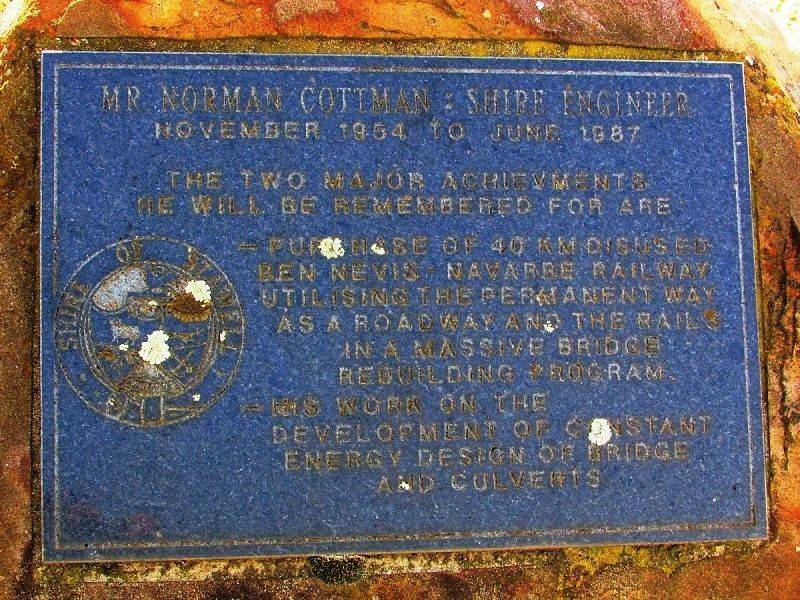 MR. NORMAN COTTMAN : SHIRE ENGINEER
NOVEMBER 1954 TO JUNE 1987
THE TWO MAJOR ACHIEVMENTS
HE WILL BE REMEMBERED FOR ARE:
— PURCHASE OF 40 KM DISUSED
BEN NEVIS - NAVARRE RAILWAY
UTILISING THE PERMANENT WAY
AS A ROADWAY AND THE RAILS
IN A MASSIVE BRIDGE
REBUILDING PROGRAM.
— HIS WORK ON THE
DEVELOPMENT OF CONSTANT
ENERGY DESIGN OF BRIDGE
AND CULVERTS.
SHIRE OF STAWELL